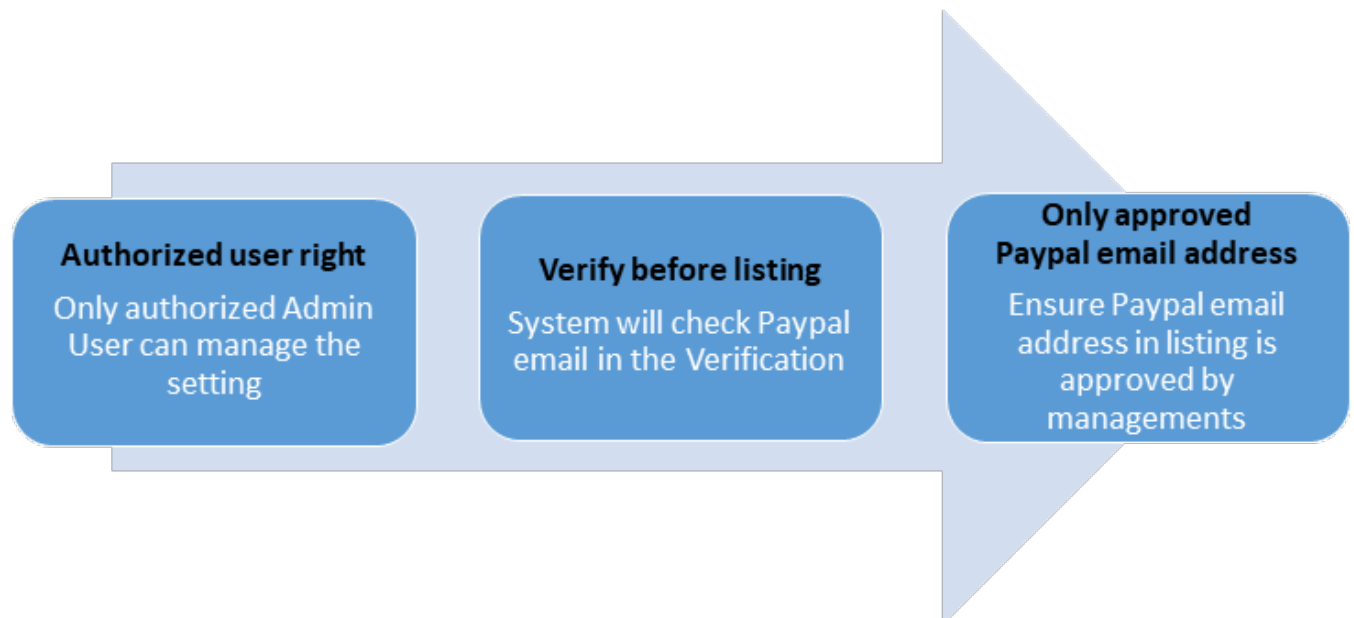 Authorized user right
Only authorized Admin
User can manage the
setting
Verify before listing
System will check Paypal
email in the Verification
Only approved
Paypal email address
Ensure Paypal email
address in listing is
approved by
managements